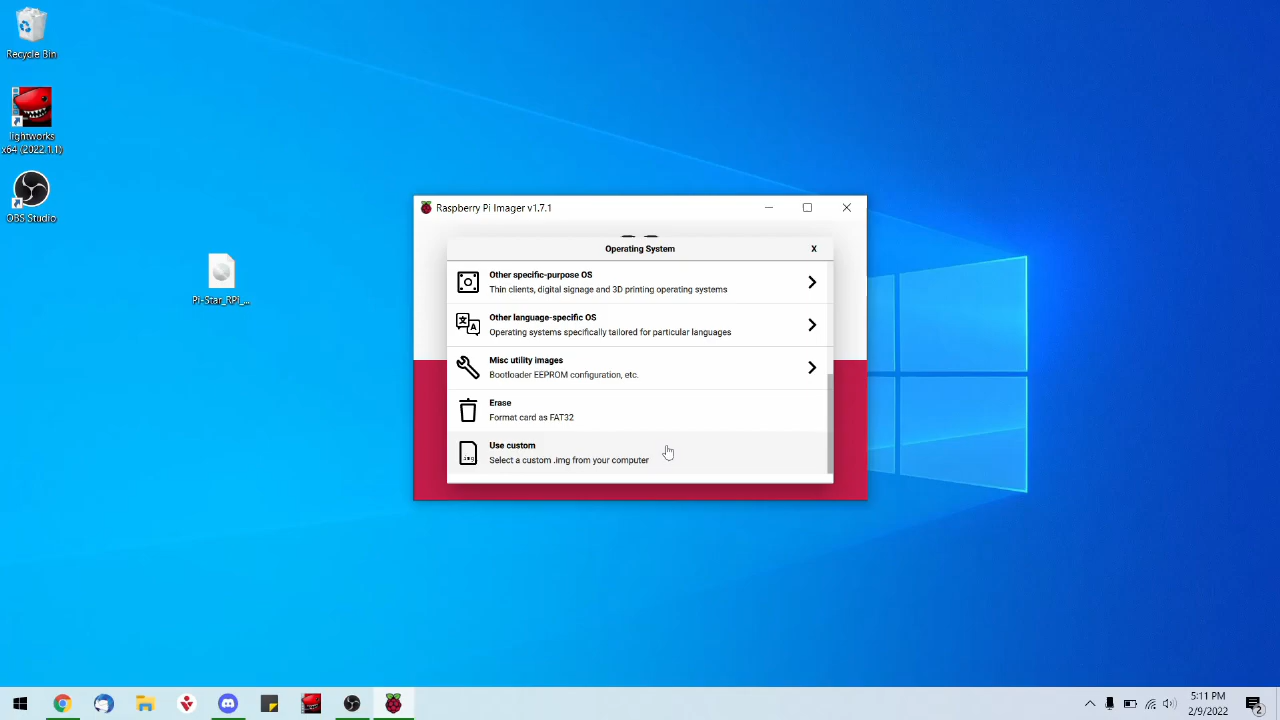 Recycle Bin
lightworks
x64 (2022.1.1)
OBS Studio
Pi-Star_RPi_...
Raspberry Pi Imager v1.7.1
Operating System
X
Other specific-purpose OS
Thin clients, digital signage and 3D printing operating systems
Other language-specific OS
Operating systems specifically tailored for particular languages
Misc utility images
Bootloader EEPROM configuration, etc.
Erase
Format card as FAT32
Use custom
.img
Select a custom .img from your computer
5:11 PM
2/9/2022
2